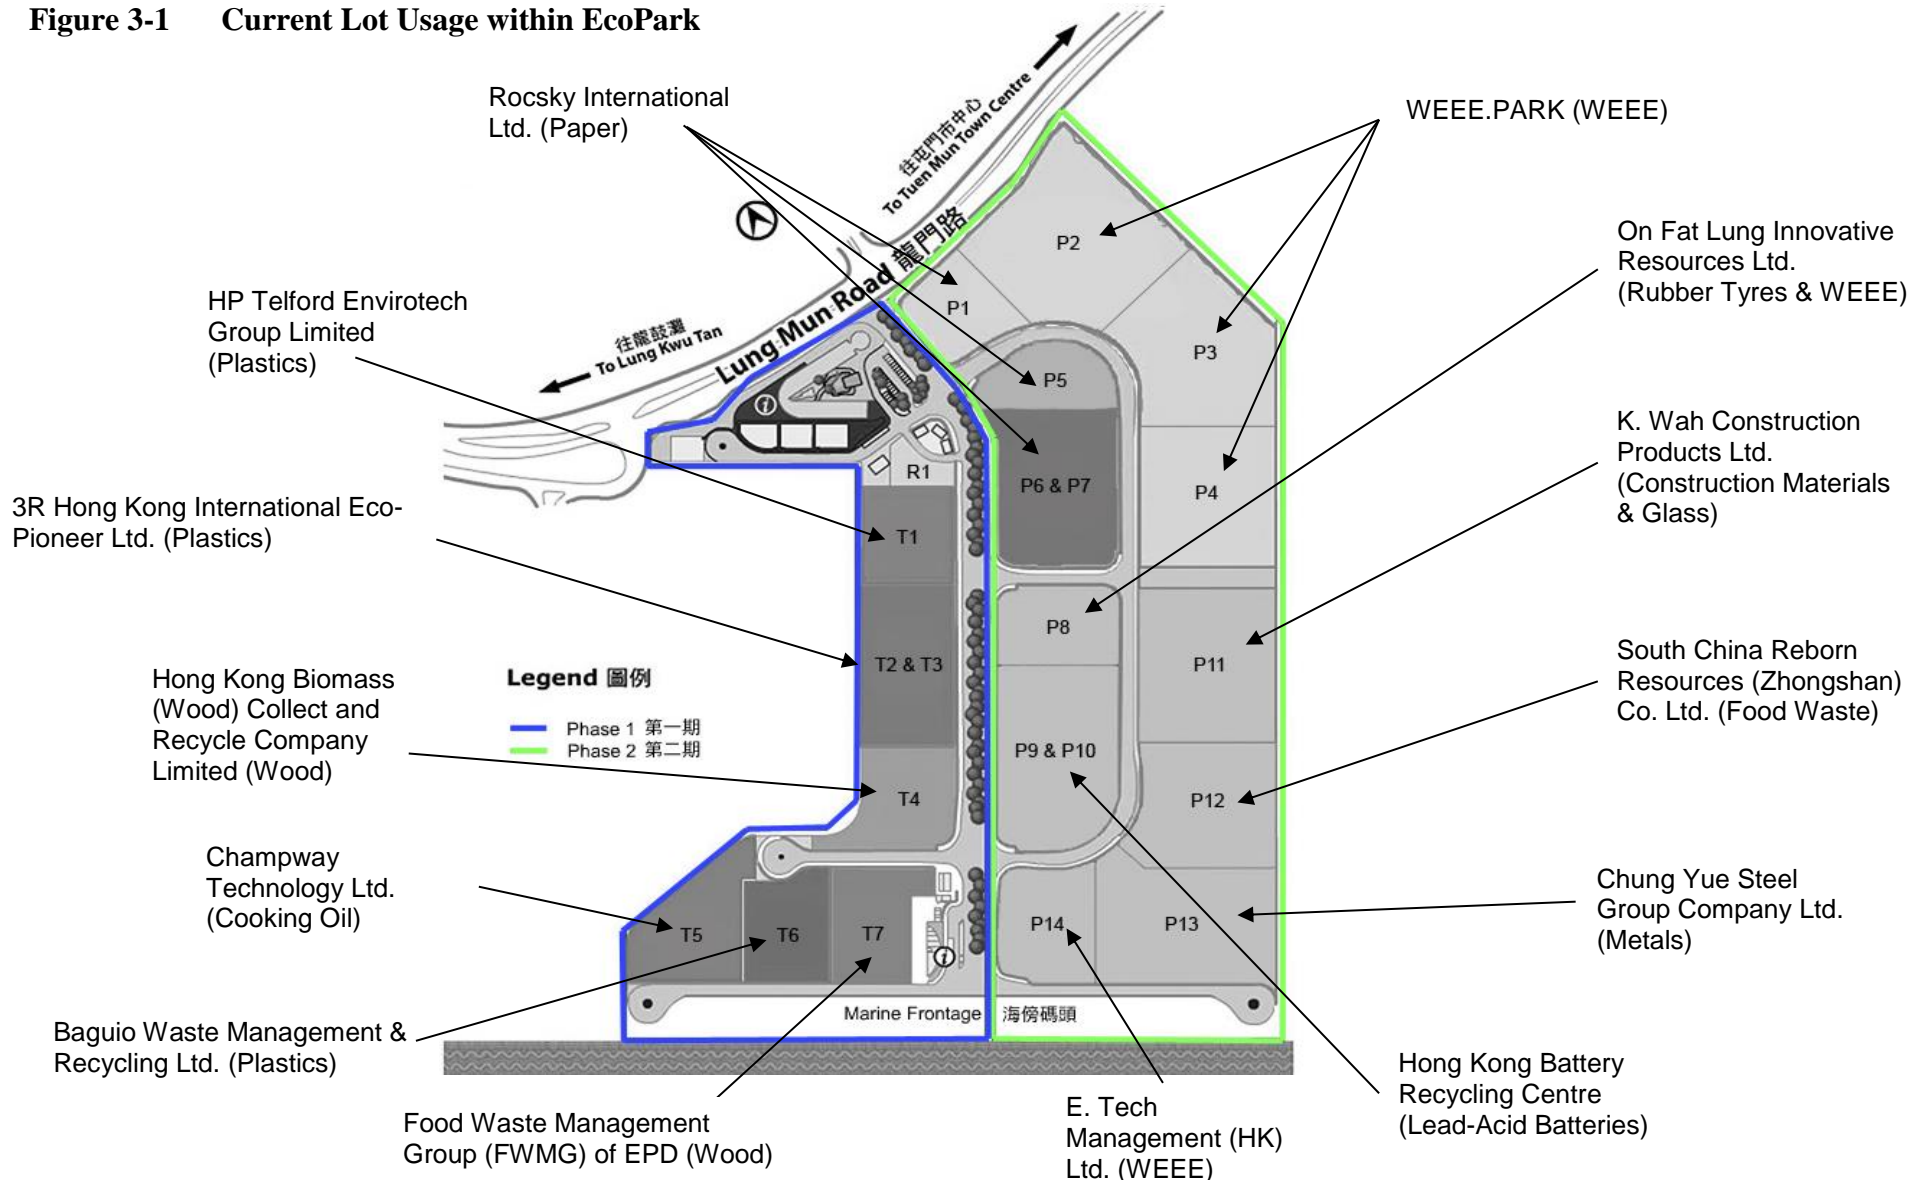 Figure 3-1 Current Lot Usage within EcoPark
Rocsky International
Ltd. (Paper)
往屯門市中心
To Tuen Mun Town Centre
WEEE.PARK (WEEE)
On Fat Lung Innovative
Resources Ltd.
(Rubber Tyres & WEEE)
HP Telford Envirotech
Group Limited
(Plastics)
往龍鼓灘
To Lung Kwu Tan
Lung Mun Road 龍門路
P2
P1
P3
P5
K. Wah Construction
Products Ltd.
(Construction Materials
& Glass)
i
R1
P6 & P7
P4
3R Hong Kong International Eco-
Pioneer Ltd. (Plastics)
T1
P8
T2 & T3
P11
Hong Kong Biomass
(Wood) Collect and
Recycle Company
Limited (Wood)
Legend 圖例
Phase 1 第一期
Phase 2 第二期
South China Reborn
Resources (Zhongshan)
Co. Ltd. (Food Waste)
P9 & P10
T4
P12
Champway
Technology Ltd.
(Cooking Oil)
Chung Yue Steel
Group Company Ltd.
(Metals)
T5
T6
T7
i
P14
P13
Marine Frontage 海傍碼頭
Baguio Waste Management &
Recycling Ltd. (Plastics)
Food Waste Management
Group (FWMG) of EPD (Wood)
E. Tech
Management (HK)
Ltd. (WEEE)
Hong Kong Battery
Recycling Centre
(Lead-Acid Batteries)